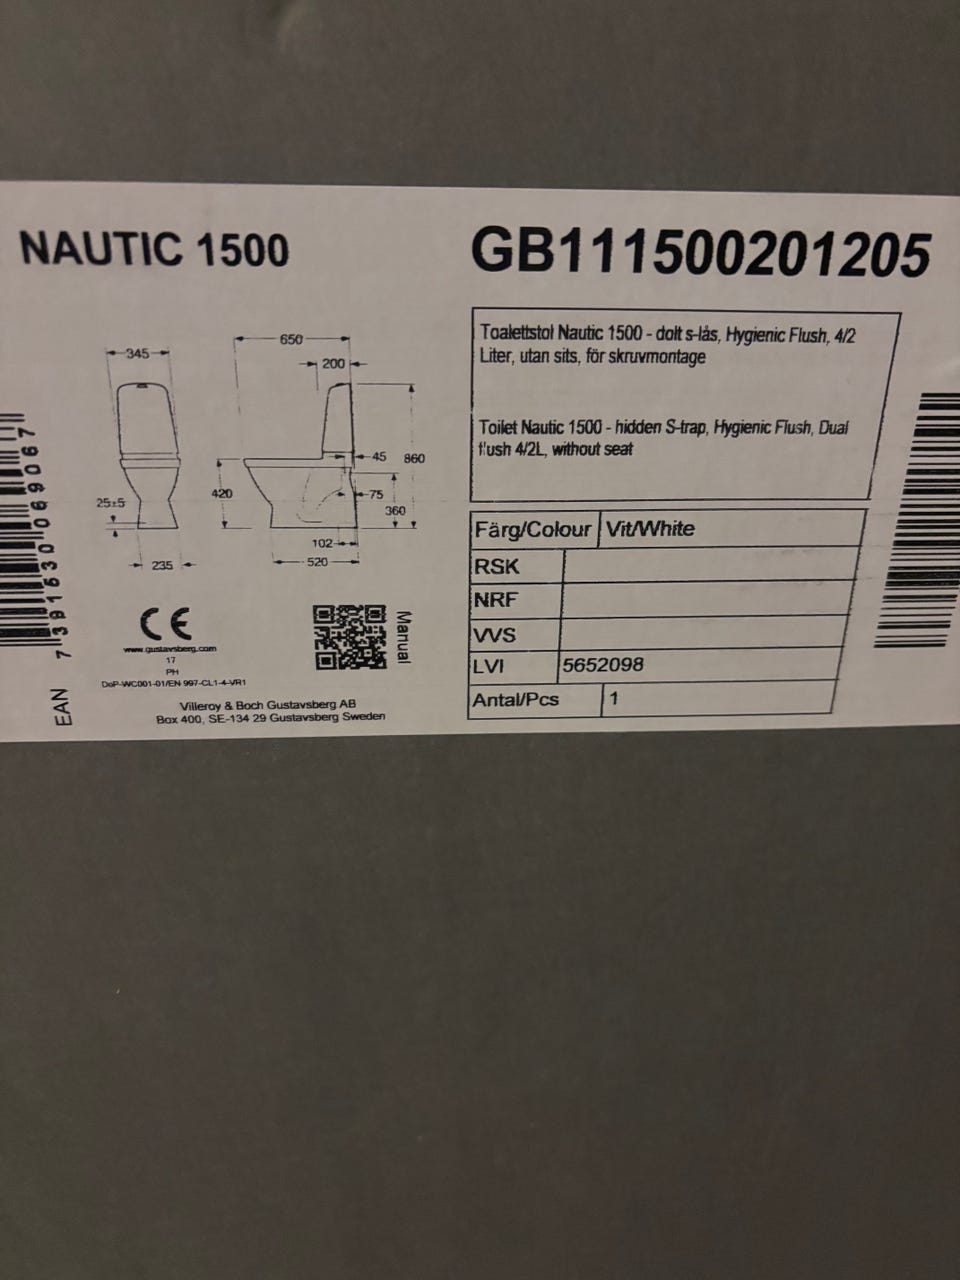 NAUTIC 1500
GB111500201205
345
650
200
45
860
420
75
25±5
360
102
520
235
Toalettstol Nautic 1500 - dolt s-lås, Hygienic Flush, 4/2
Liter, utan sits, för skruvmontage
Toilet Nautic 1500 - hidden S-trap, Hygienic Flush, Dual
flush 4/2L, without seat
Färg/Colour Vit/White
RSK
NRF
VVS
LVI 5652098
Antal/Pcs 1
CE
www.gustavsberg.com
17
PH
DoP-WC001-01/EN 997-CL1-4-VR1
Manual
Villeroy & Boch Gustavsberg AB
Box 400, SE-134 29 Gustavsberg Sweden
EAN 7391530069067